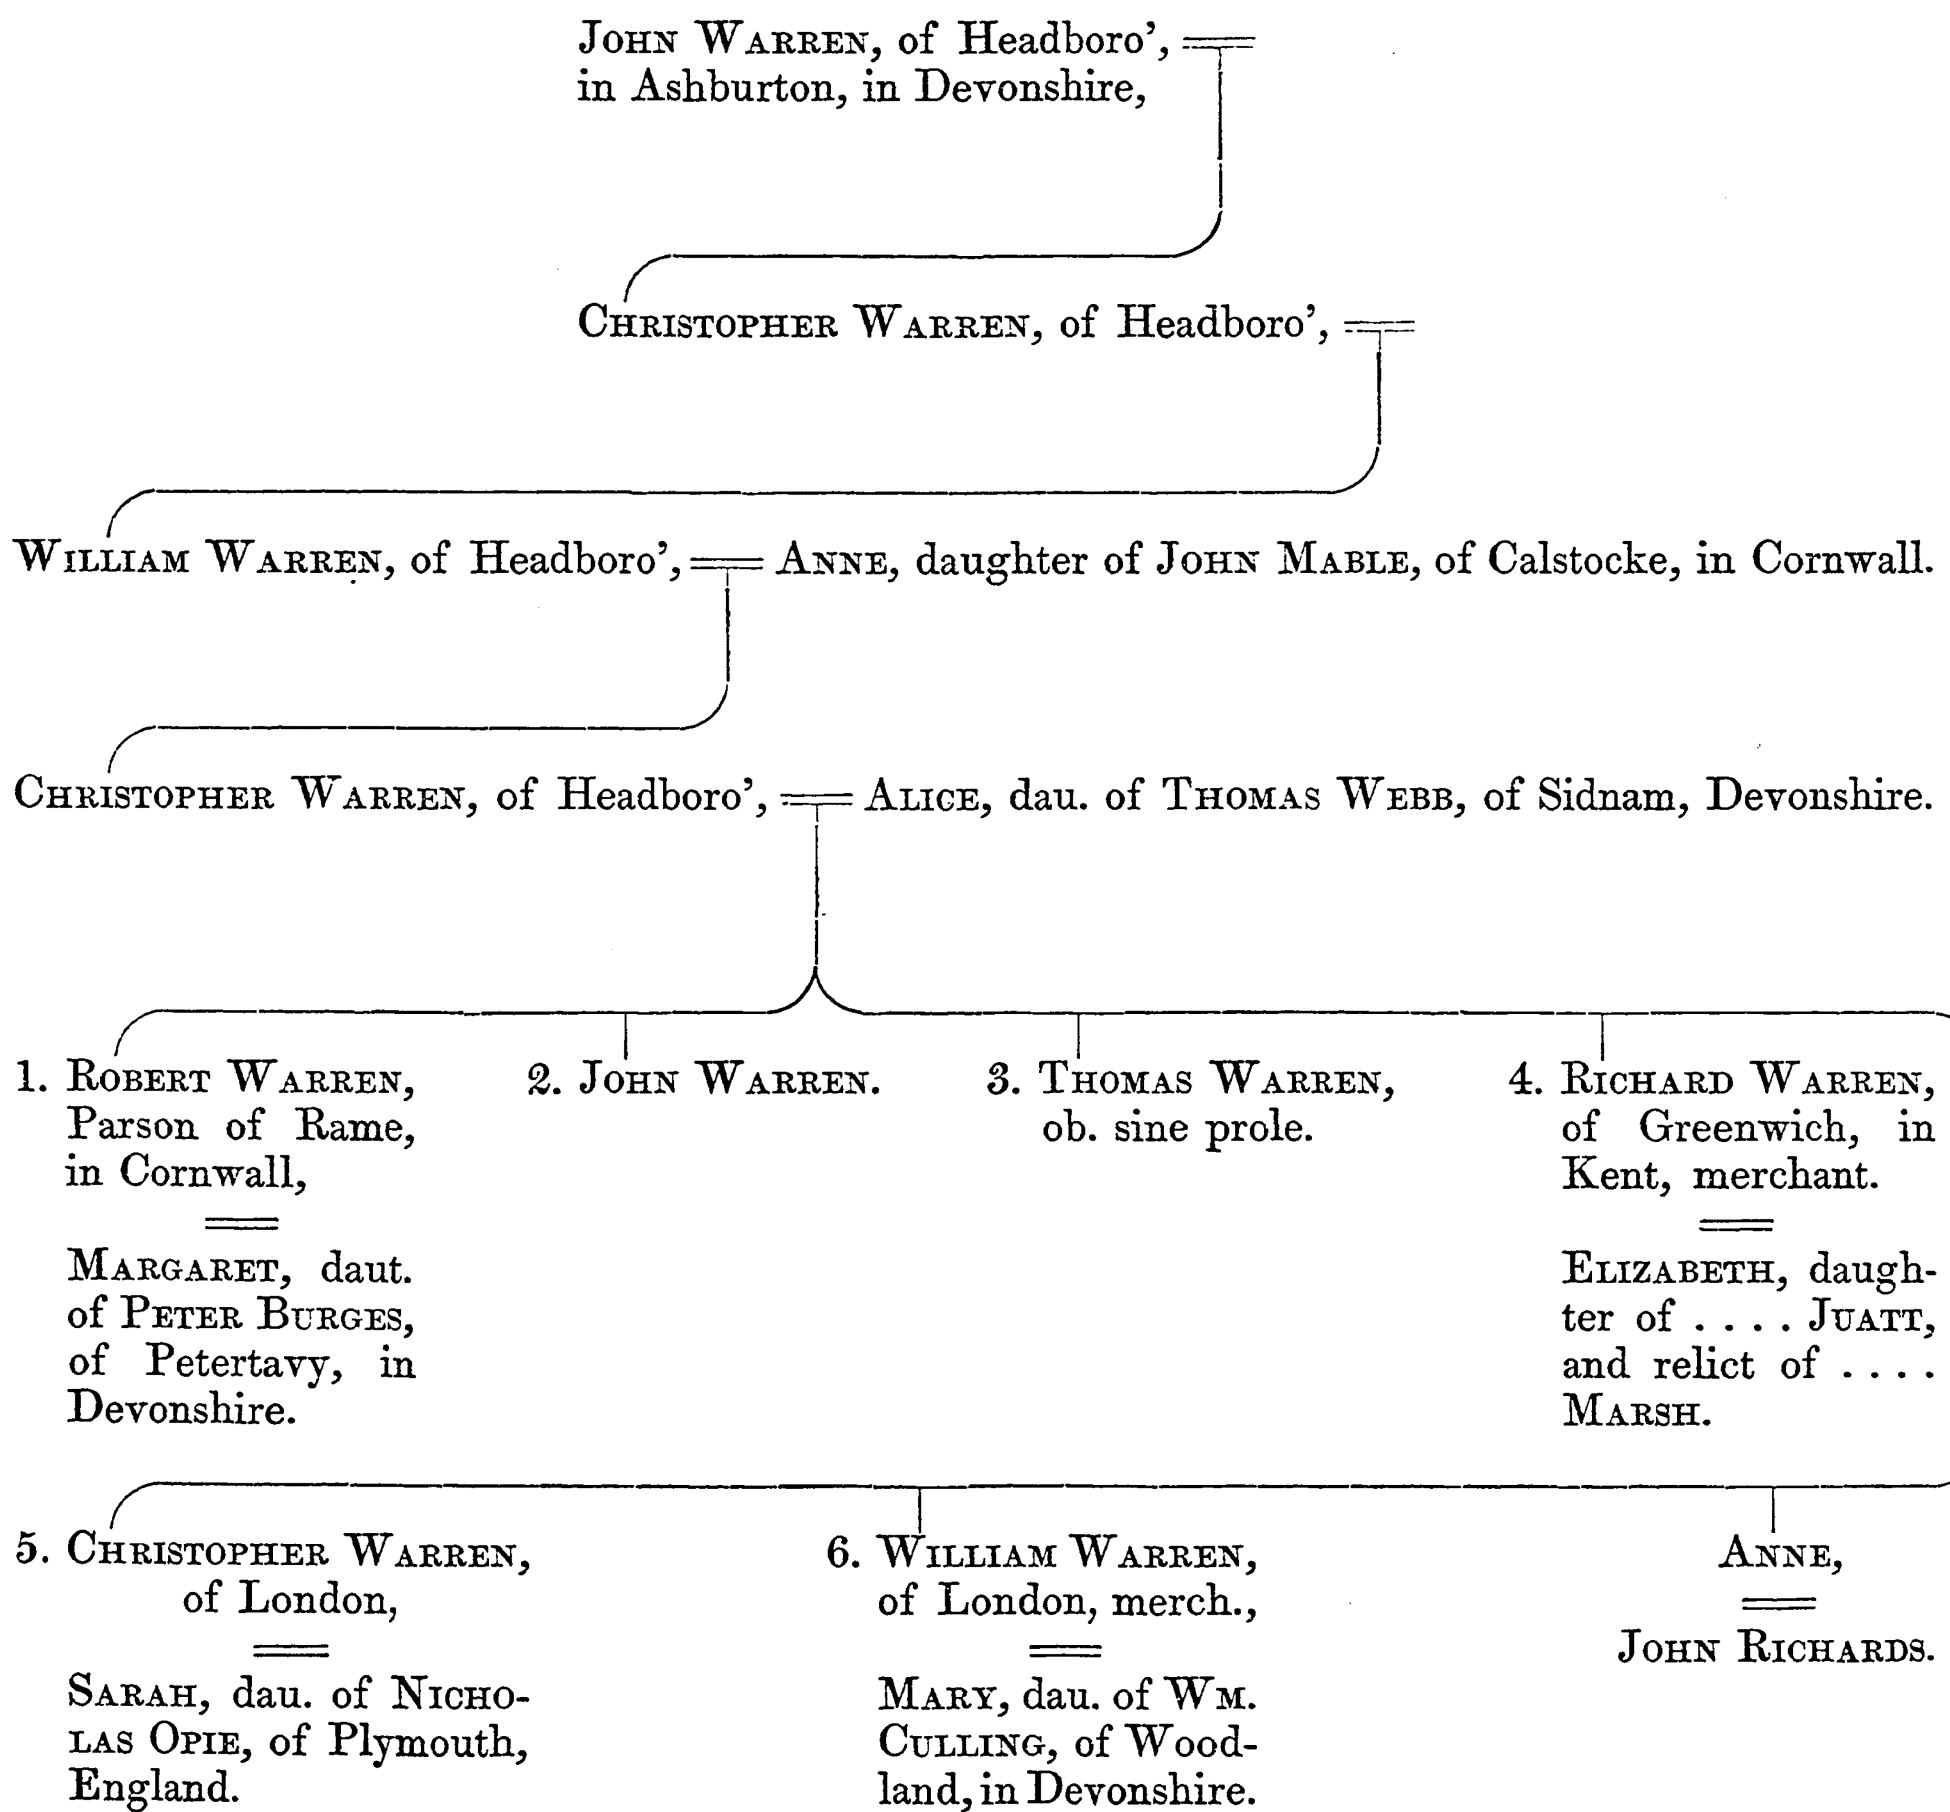 JOHN WARREN, of Headboro',
in Ashburton, in Devonshire,
CHRISTOPHER WARREN, of Headboro',
WILLIAM WARREN, of Headboro', ANNE, daughter of JOHN MABLE, of Calstocke, in Cornwall.
CHRISTOPHER WARREN, of Headboro', ALICE, dau. of THOMAS WEBB, of Sidnam, Devonshire.
1. ROBERT WARREN,
Parson of Rame,
in Cornwall,
MARGARET, daut.
of PETER BURGES,
of Petertavy, in
Devonshire.
2. JOHN WARREN.
3. THOMAS WARREN,
ob. sine prole.
4. RICHARD WARREN,
of Greenwich, in
Kent, merchant.
ELIZABETH, daugh-
ter of . . . . JUATT,
and relict of . . . .
MARSH.
5. CHRISTOPHER WARREN,
of London,
SARAH, dau. of NICHO-
LAS OPIE, of Plymouth,
England.
6. WILLIAM WARREN,
of London, merch.,
MARY, dau. of WM.
CULLING, of Wood-
land, in Devonshire.
ANNE,
JOHN RICHARDS.